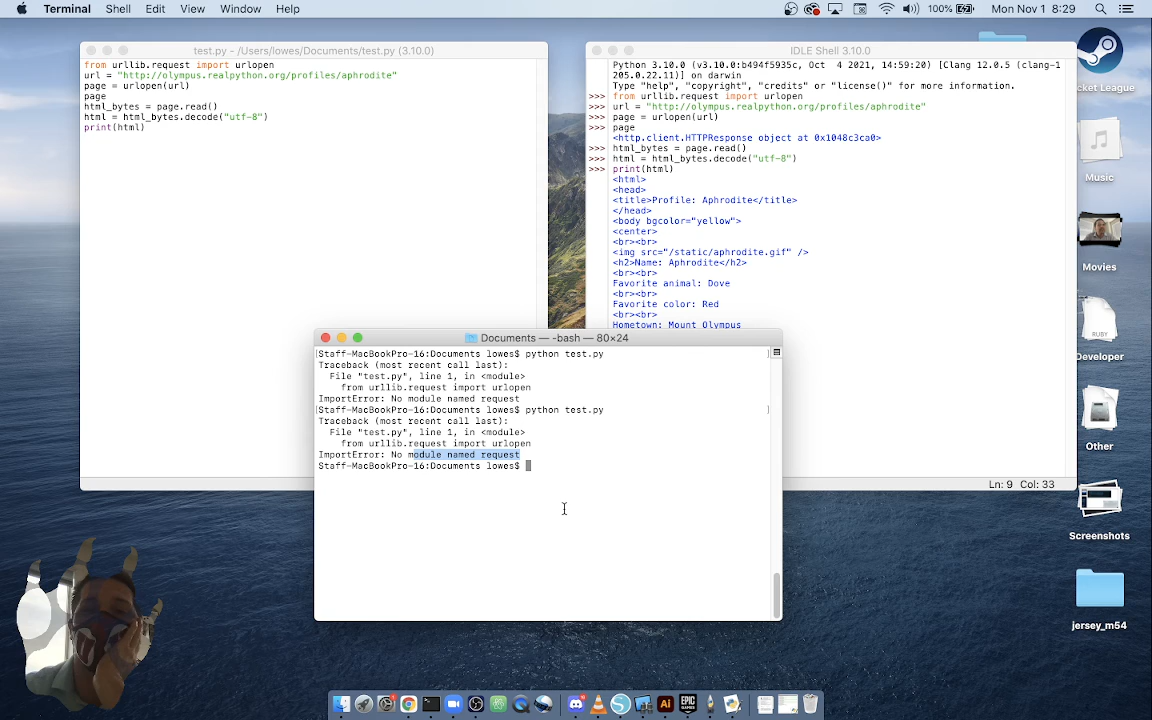 Terminal Shell Edit View Window Help 100% Mon Nov 1 8:29
test.py - /Users/lowes/Documents/test.py (3.10.0)
from urllib.request import urlopen
url = "http://olympus.realpython.org/profiles/aphrodite"
page = urlopen(url)
page
html_bytes = page.read()
html = html_bytes.decode("utf-8")
print(html)
IDLE Shell 3.10.0
Python 3.10.0 (v3.10.0:b494f5935c, Oct  4 2021, 14:59:20) [Clang 12.0.5 (clang-1
205.0.22.11)] on darwin
Type "help", "copyright", "credits" or "license()" for more information.
>>> from urllib.request import urlopen
>>> url = "http://olympus.realpython.org/profiles/aphrodite"
>>> page = urlopen(url)
>>> page
<http.client.HTTPResponse object at 0x1048c3ca0>
>>> html_bytes = page.read()
>>> html = html_bytes.decode("utf-8")
>>> print(html)
<html>
<head>
<title>Profile: Aphrodite</title>
</head>
<body bgcolor="yellow">
<center>
<br><br>
<img src="/static/aphrodite.gif" />
<h2>Name: Aphrodite</h2>
<br><br>
Favorite animal: Dove
<br><br>
Favorite color: Red
<br><br>
Hometown: Mount Olympus
Ln: 9 Col: 33
Documents — -bash — 80×24
[Staff-MacBookPro-16:Documents lowes$ python test.py ]
Traceback (most recent call last):
  File "test.py", line 1, in <module>
    from urllib.request import urlopen
ImportError: No module named request
[Staff-MacBookPro-16:Documents lowes$ python test.py ]
Traceback (most recent call last):
  File "test.py", line 1, in <module>
    from urllib.request import urlopen
ImportError: No module named request
Staff-MacBookPro-16:Documents lowes$
cket League
Music
Movies
RUBY
Developer
Other
Screenshots
jersey_m54
Ai
EPIC